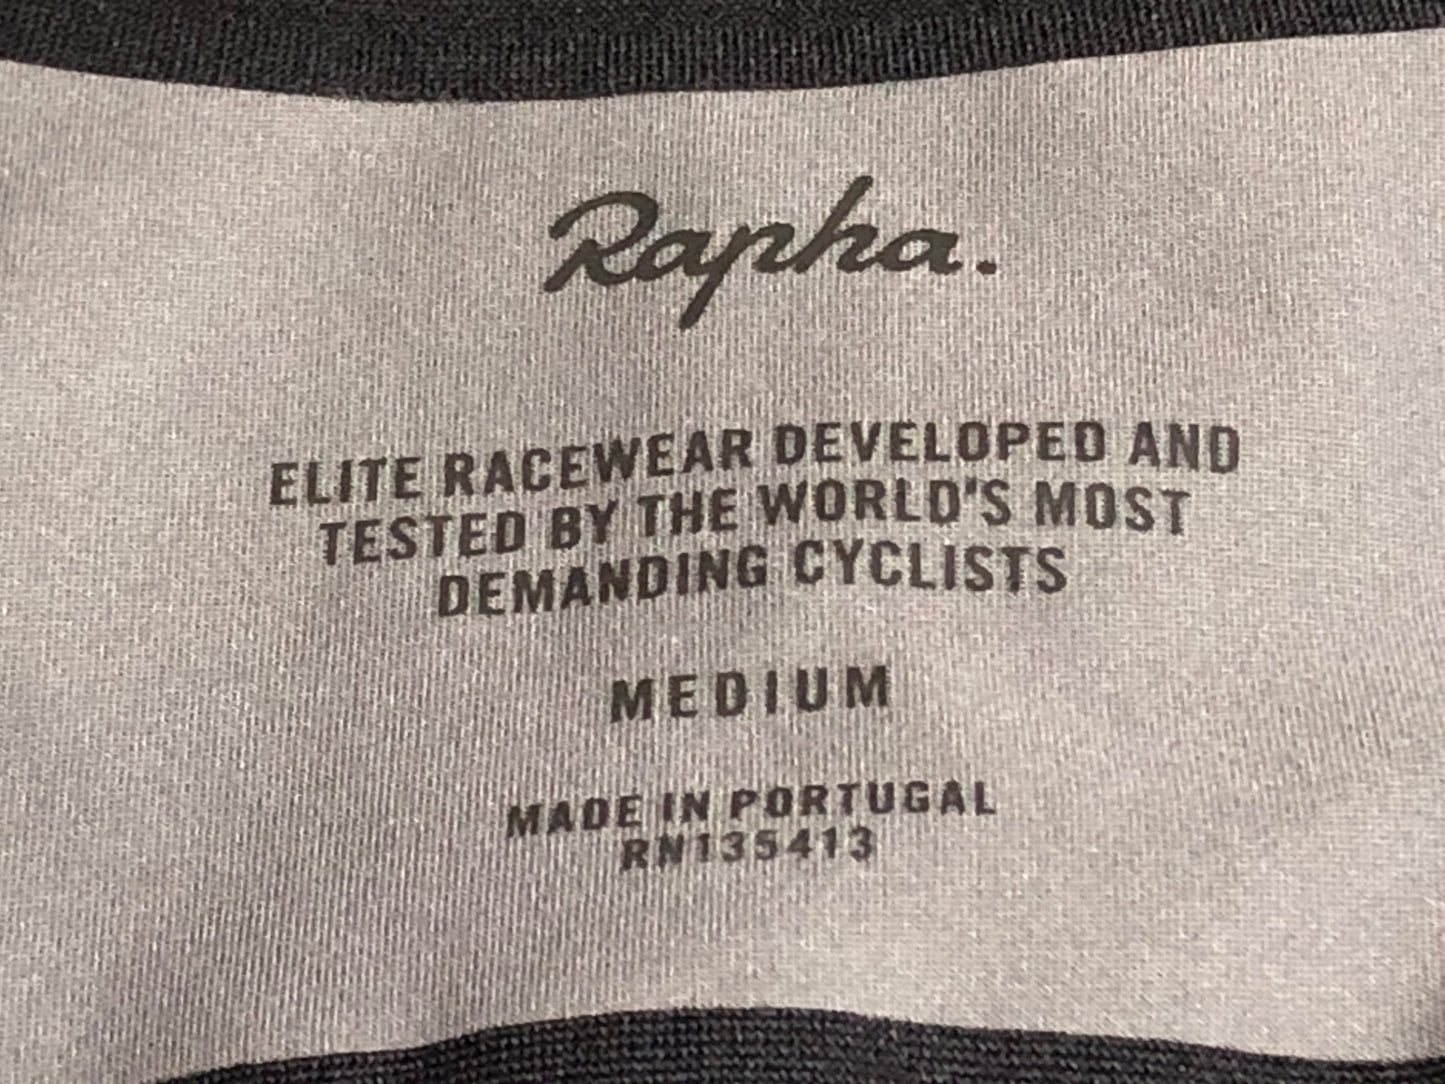 Rapha.
ELITE RACEWEAR DEVELOPED AND
TESTED BY THE WORLD'S MOST
DEMANDING CYCLISTS
MEDIUM
MADE IN PORTUGAL
RN135413